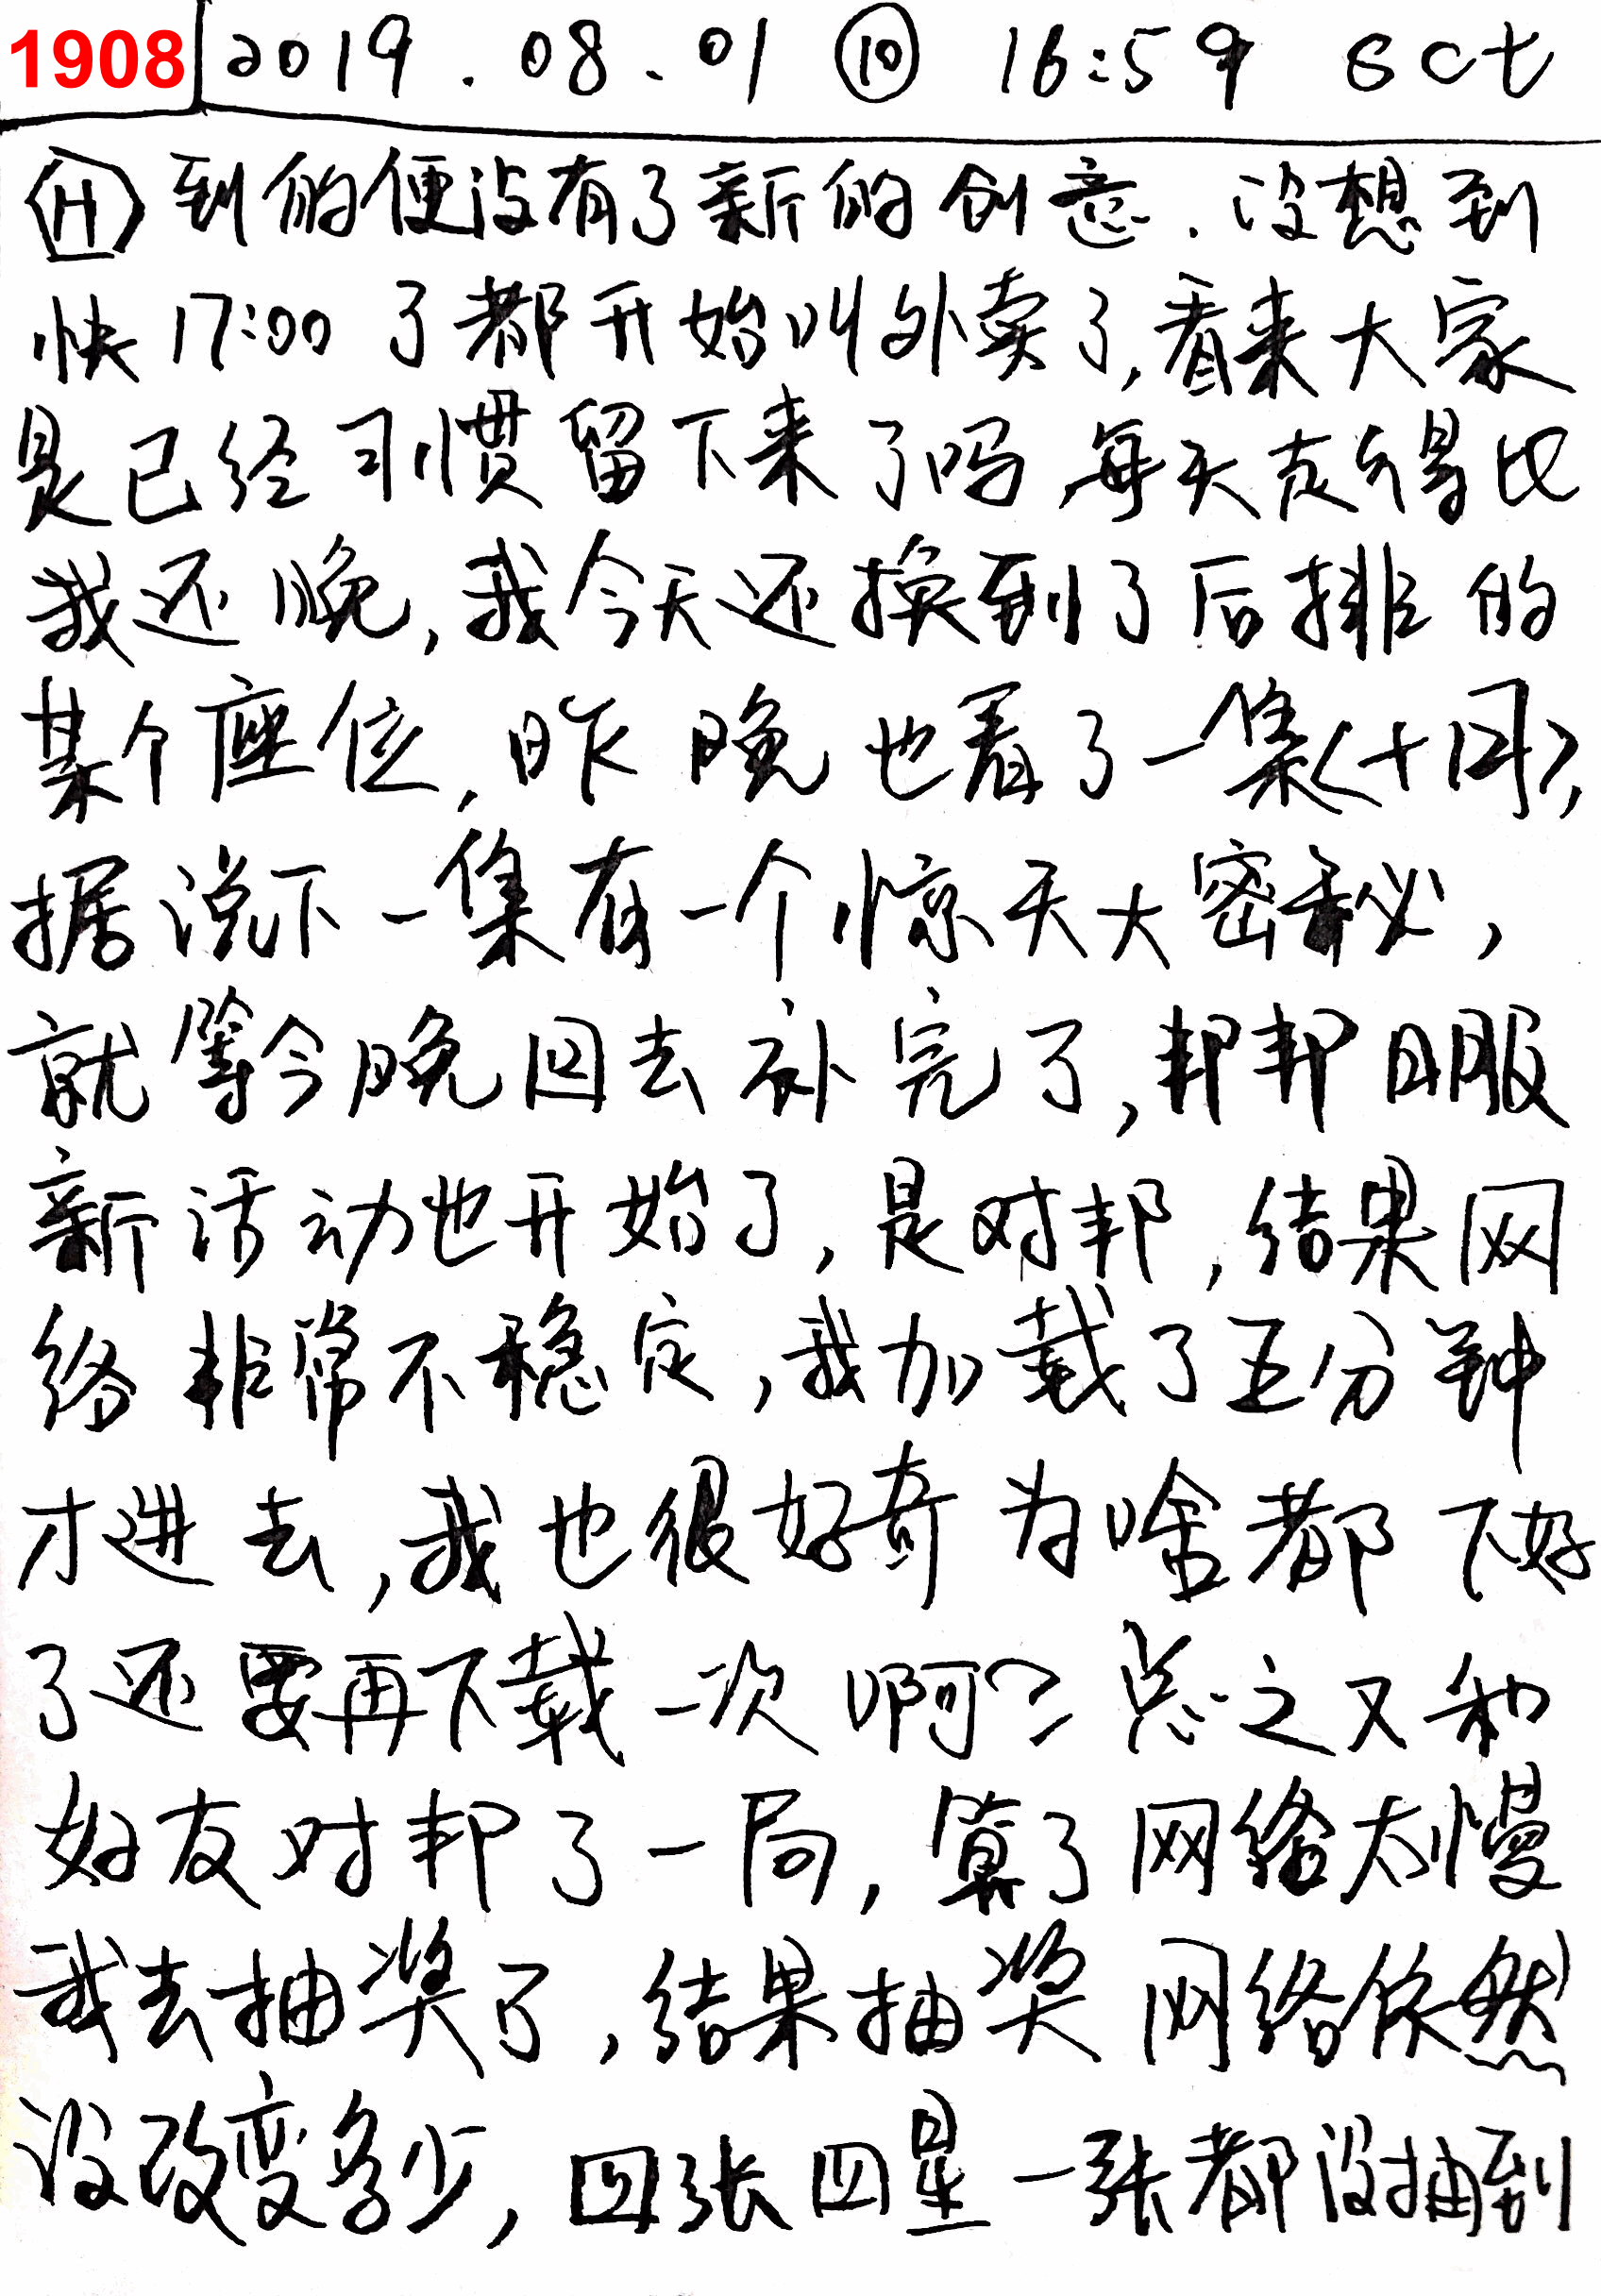 1908 2019.08.01 ⑩ 16:59 Sct
H 到的便没有了新的创意.没想到
快17:00了都开始叫外卖了,看来大家
是已经习惯留下来了吗,每天走得比
我还晚,我今天还换到了后排的
某个座位,昨晚也看了一集<十日>,
据说下一集有一个惊天大密秘,
就等今晚回去补完了,邦邦日服
新活动也开始了,是对邦,结果网
络非常不稳定,我加载了五分钟
才进去,我也很好奇为啥都下好
了还要再下载一次啊?总之又和
好友对邦了一局,算了网络太慢
我去抽奖了,结果抽奖网络依然
没改变多少,四张四星一张都没抽到